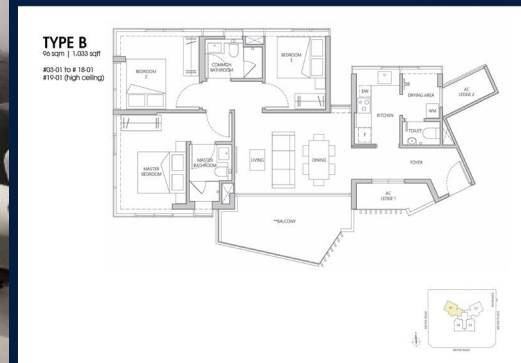 TYPE B
96 sqm | 1,033 sqft
#03-01 to # 18-01
#19-01 (high ceiling)
BEDROOM
2
COMMON
BATHROOM
BEDROOM
DW
F
KITCHEN
DB
DRYING AREA
WM
TOILET
AC
LEDGE 2
MASTER
BEDROOM
MASTER
BATHROOM
LIVING
DINING
FOYER
AC
LEDGE 1
**BALCONY